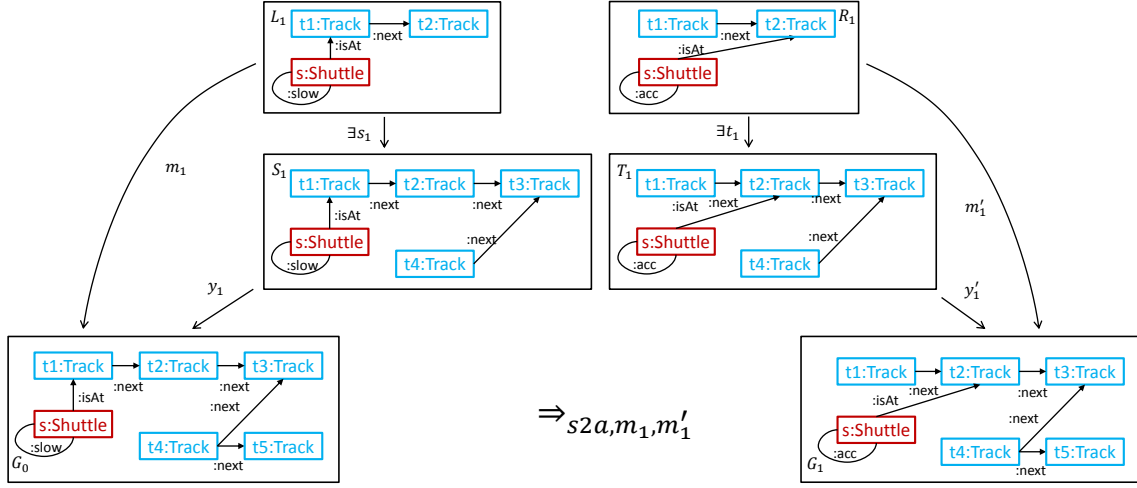 L₁
t1:Track
t2:Track
:next
:isAt
s:Shuttle
:slow
R₁
t1:Track
t2:Track
:next
:isAt
s:Shuttle
:acc
∃s₁
∃t₁
m₁
m₁′
S₁
t1:Track
t2:Track
t3:Track
:next
:next
:isAt
s:Shuttle
:slow
:next
t4:Track
T₁
t1:Track
t2:Track
t3:Track
:next
:next
:isAt
s:Shuttle
:acc
:next
t4:Track
y₁
y₁′
t1:Track
t2:Track
t3:Track
:next
:next
:isAt
:next
s:Shuttle
:slow
t4:Track
t5:Track
:next
G₀
⇒s2a,m₁,m₁′
t1:Track
t2:Track
t3:Track
:next
:next
:isAt
:next
s:Shuttle
:acc
t4:Track
t5:Track
:next
G₁